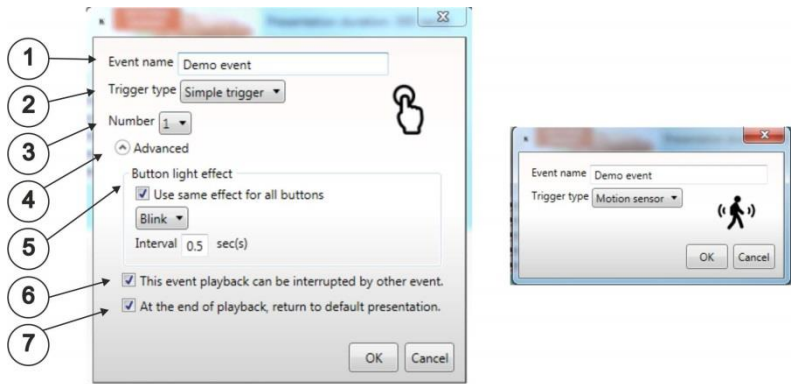 1
2
3
4
5
6
7
Event name Demo event
Trigger type Simple trigger
Number 1
Advanced
Button light effect
Use same effect for all buttons
Blink
Interval 0.5 sec(s)
This event playback can be interrupted by other event.
At the end of playback, return to default presentation.
OK Cancel
Event name Demo event
Trigger type Motion sensor
OK Cancel